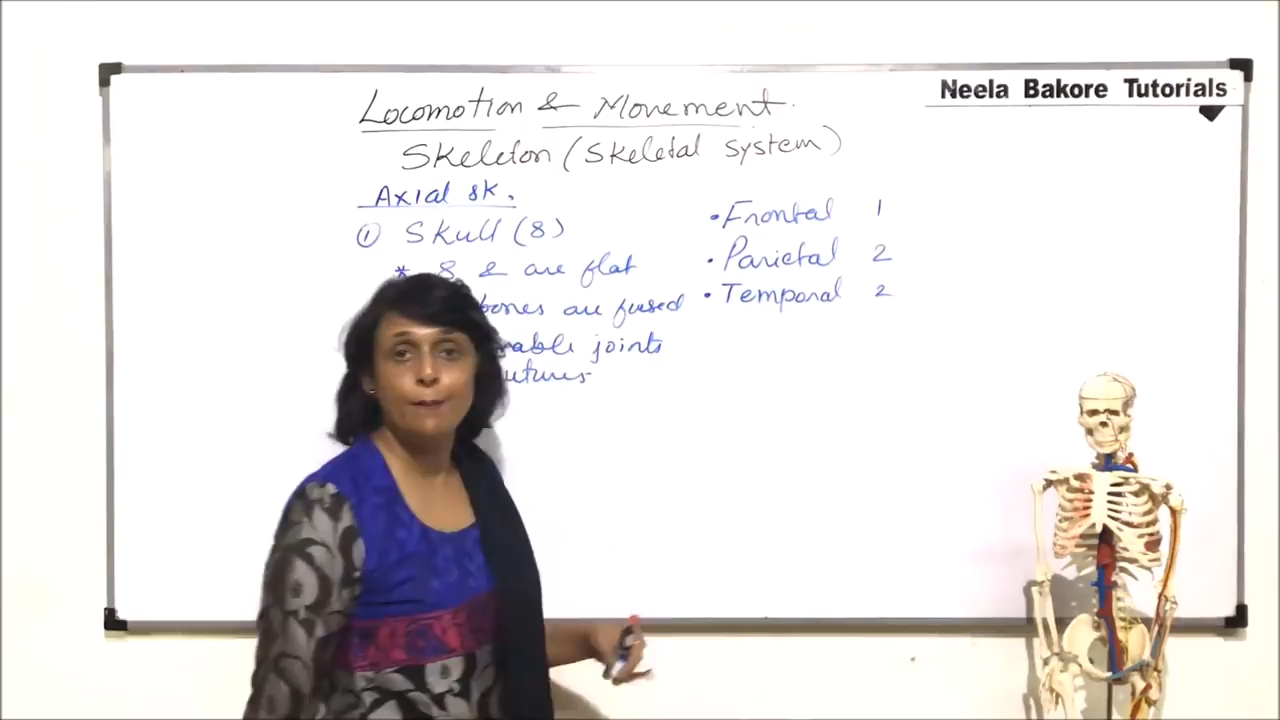 Neela Bakore Tutorials
Locomotion & Movement
Skeleton (Skeletal system)
Axial sk.
① Skull (8)
* 8 & are flat
bones are fused
joints
• Frontal 1
• Parietal 2
• Temporal 2